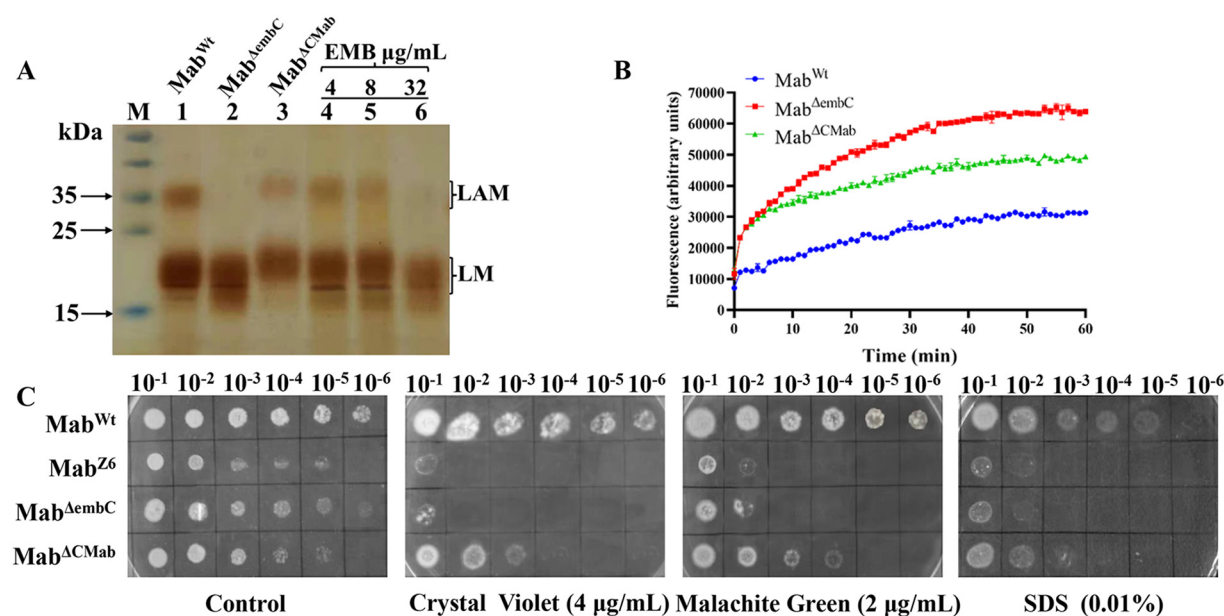 A
Mab^Wt
Mab^ΔembC
Mab^ΔCMab
EMB μg/mL
4 8 32
M 1 2 3 4 5 6
kDa
35
25
15
LAM
LM
B
Mab^Wt
Mab^ΔembC
Mab^ΔCMab
Fluorescence (arbitrary units)
70000
60000
50000
40000
30000
20000
10000
0
0 10 20 30 40 50 60
Time (min)
C
10^-1 10^-2 10^-3 10^-4 10^-5 10^-6 10^-1 10^-2 10^-3 10^-4 10^-5 10^-6 10^-1 10^-2 10^-3 10^-4 10^-5 10^-6 10^-1 10^-2 10^-3 10^-4 10^-5 10^-6
Mab^Wt
Mab^Z6
Mab^ΔembC
Mab^ΔCMab
Control Crystal Violet (4 μg/mL) Malachite Green (2 μg/mL) SDS (0.01%)